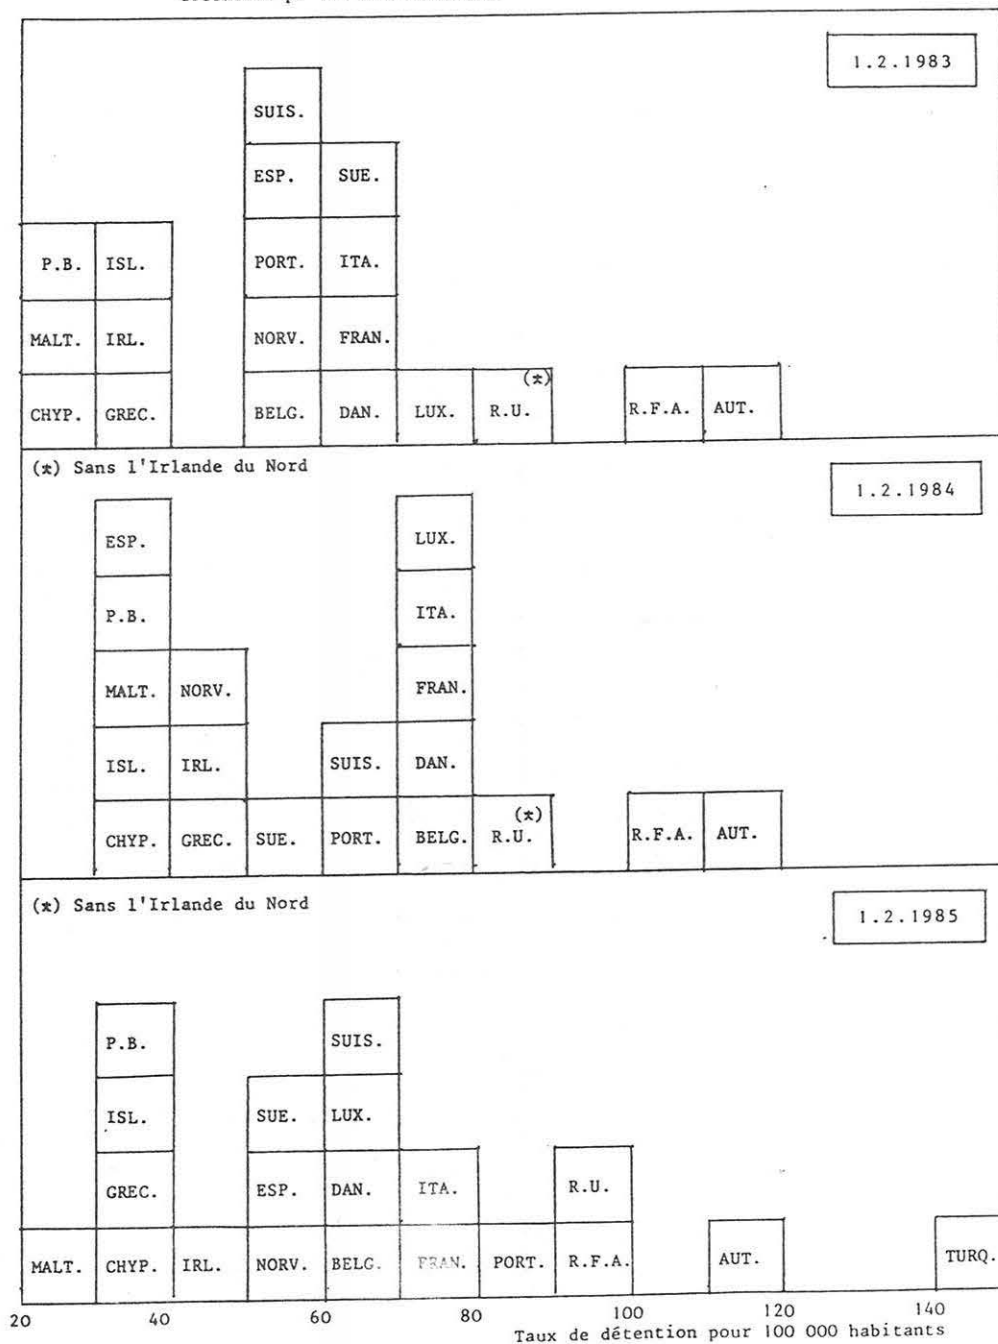 1.2.1983
SUIS.
ESP. SUE.
P.B. ISL. PORT. ITA.
MALT. IRL. NORV. FRAN.
(*)
CHYP. GREC. BELG. DAN. LUX. R.U. R.F.A. AUT.
(*) Sans l'Irlande du Nord
1.2.1984
ESP. LUX.
P.B. ITA.
MALT. NORV. FRAN.
ISL. IRL. SUIS. DAN.
(*)
CHYP. GREC. SUE. PORT. BELG. R.U. R.F.A. AUT.
(*) Sans l'Irlande du Nord
1.2.1985
P.B. SUIS.
ISL. SUE. LUX.
GREC. ESP. DAN. ITA. R.U.
MALT. CHYP. IRL. NORV. BELG. FRAN. PORT. R.F.A. AUT. TURQ.
20 40 60 80 100 120 140
Taux de détention pour 100 000 habitants